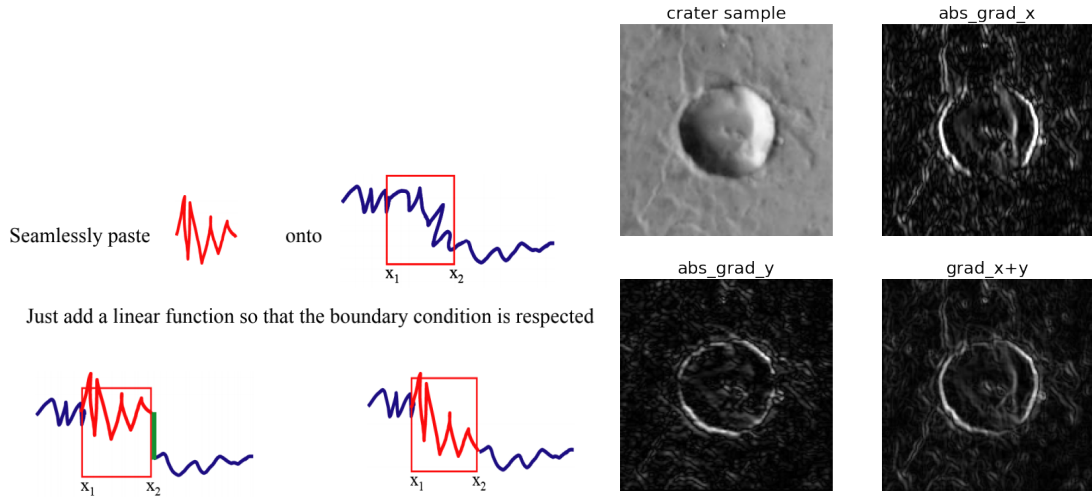 Seamlessly paste
onto
x₁ x₂
Just add a linear function so that the boundary condition is respected
x₁ x₂
x₁ x₂
crater sample
abs_grad_x
abs_grad_y
grad_x+y